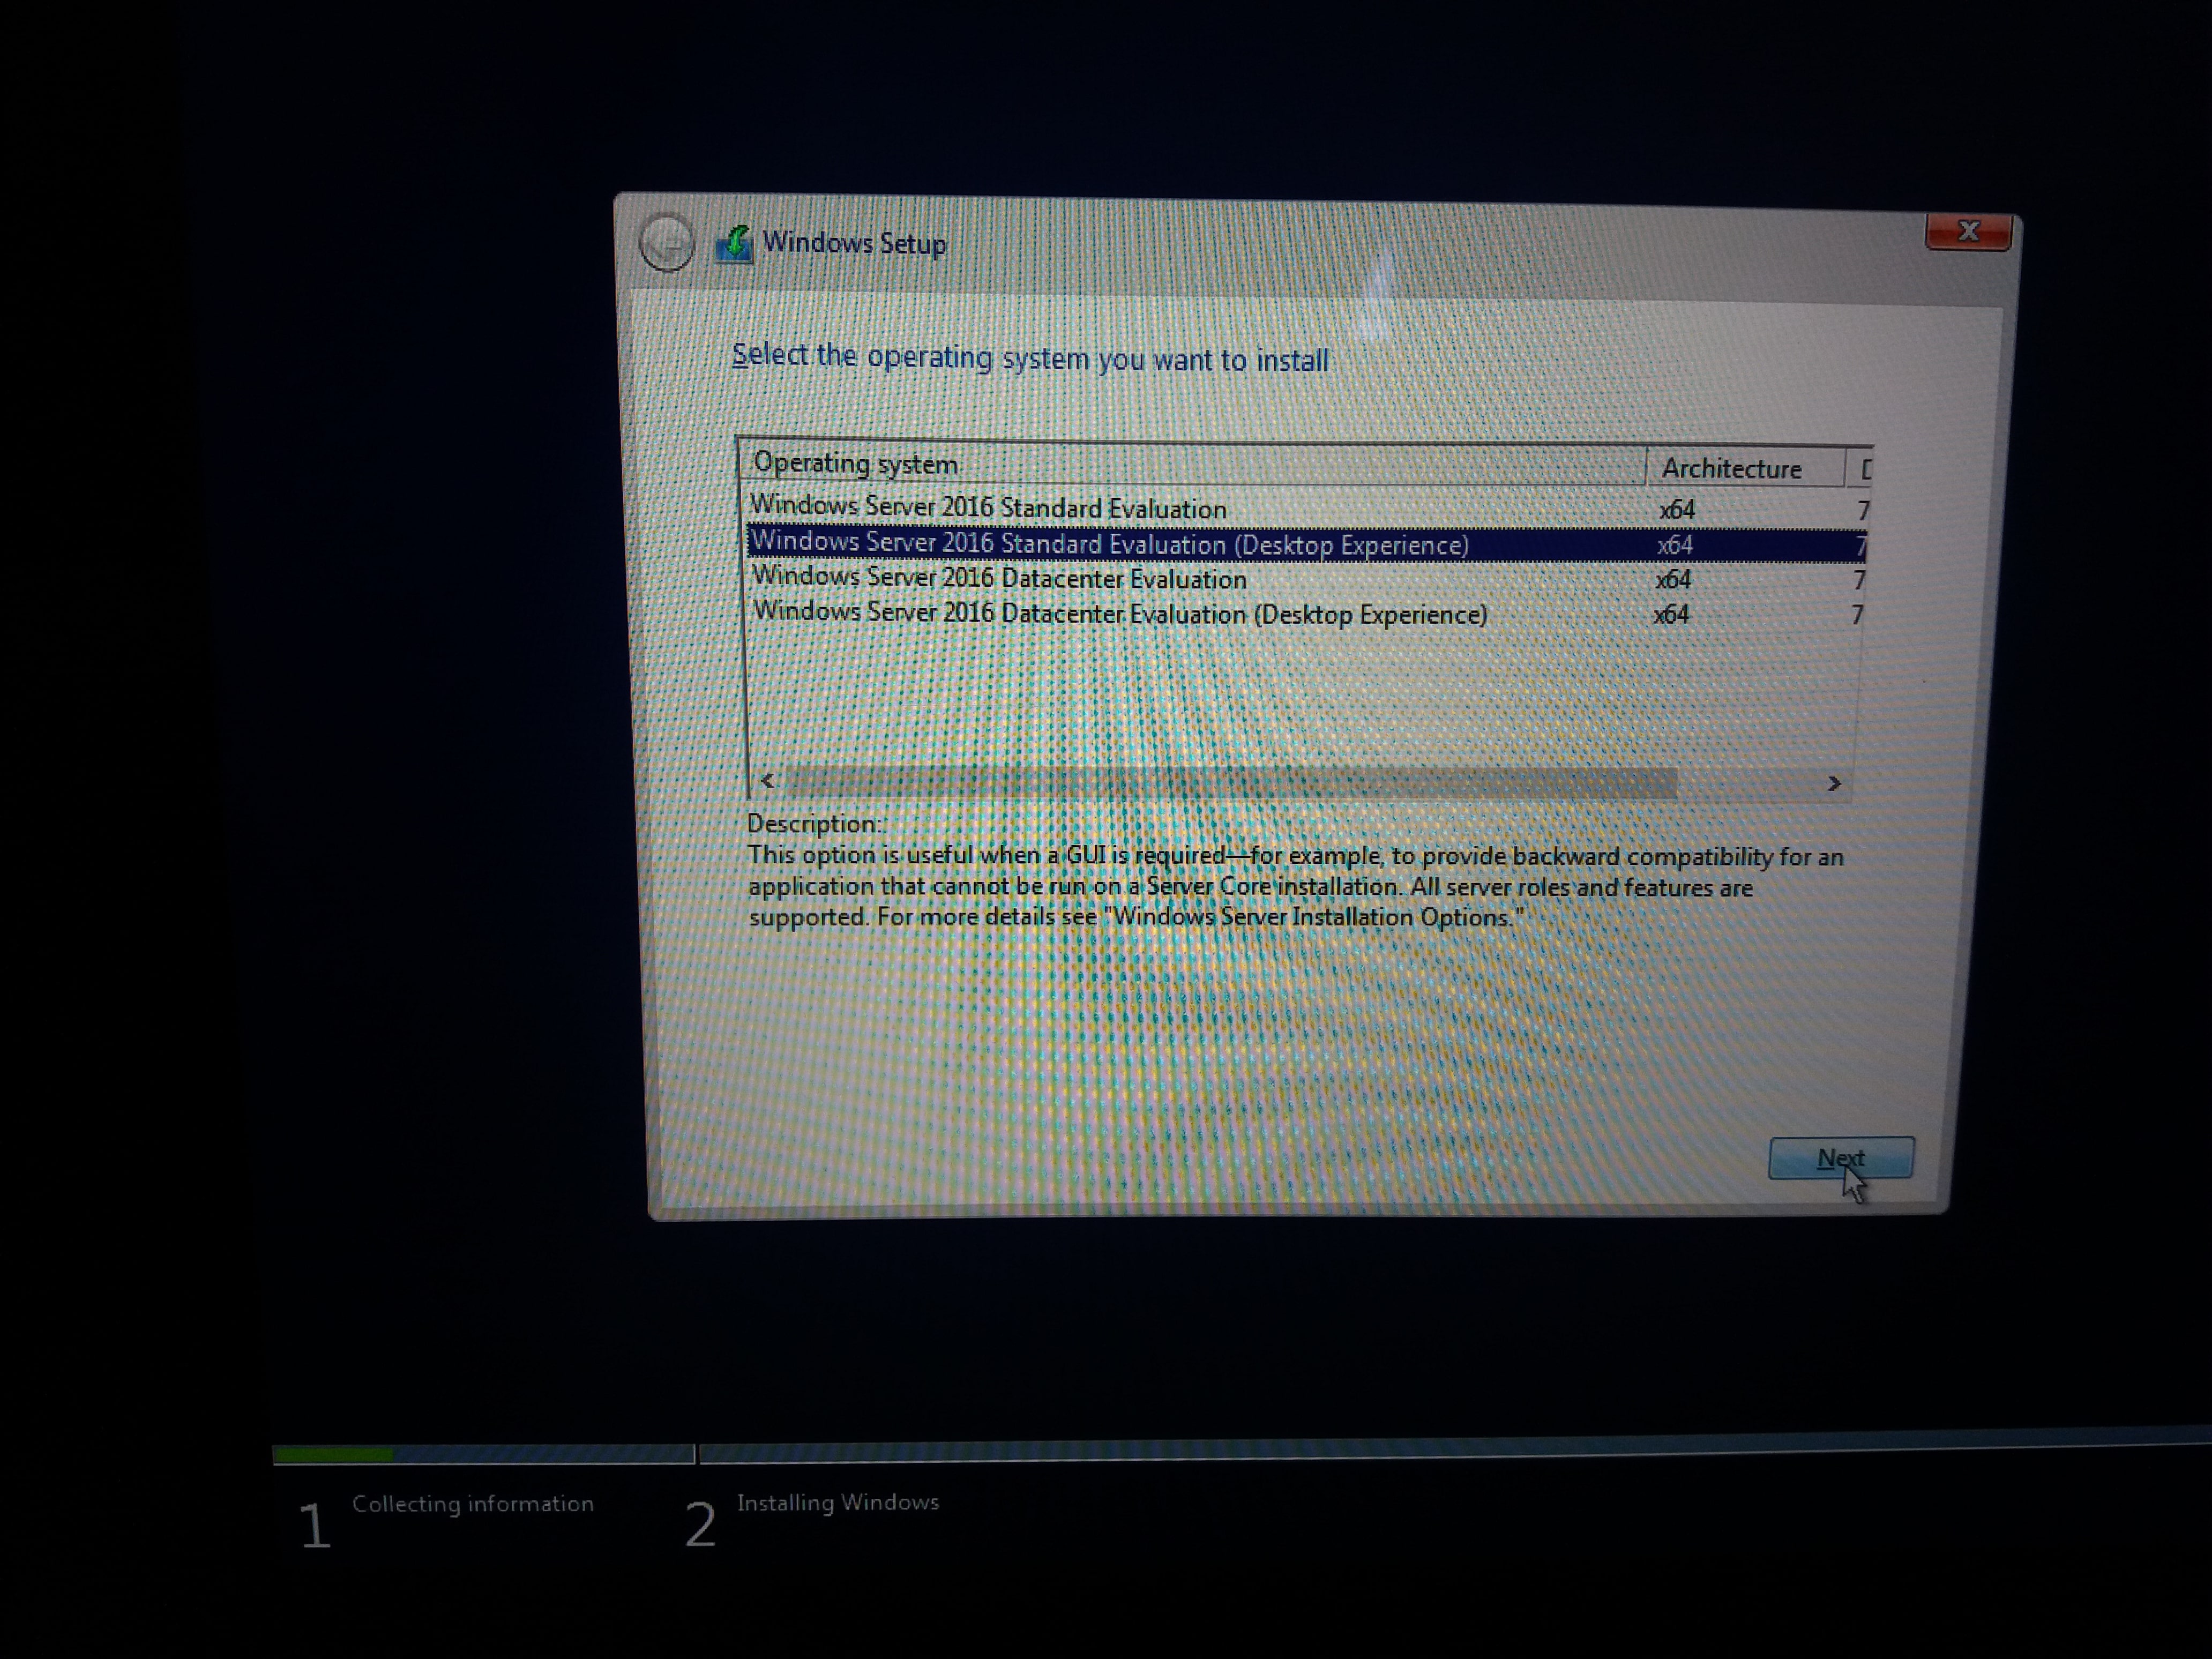 Windows Setup
X
Select the operating system you want to install
Operating system Architecture
Windows Server 2016 Standard Evaluation x64 7
Windows Server 2016 Standard Evaluation (Desktop Experience) x64 7
Windows Server 2016 Datacenter Evaluation x64 7
Windows Server 2016 Datacenter Evaluation (Desktop Experience) x64 7
Description:
This option is useful when a GUI is required—for example, to provide backward compatibility for an
application that cannot be run on a Server Core installation. All server roles and features are
supported. For more details see "Windows Server Installation Options."
Next
1 Collecting information 2 Installing Windows